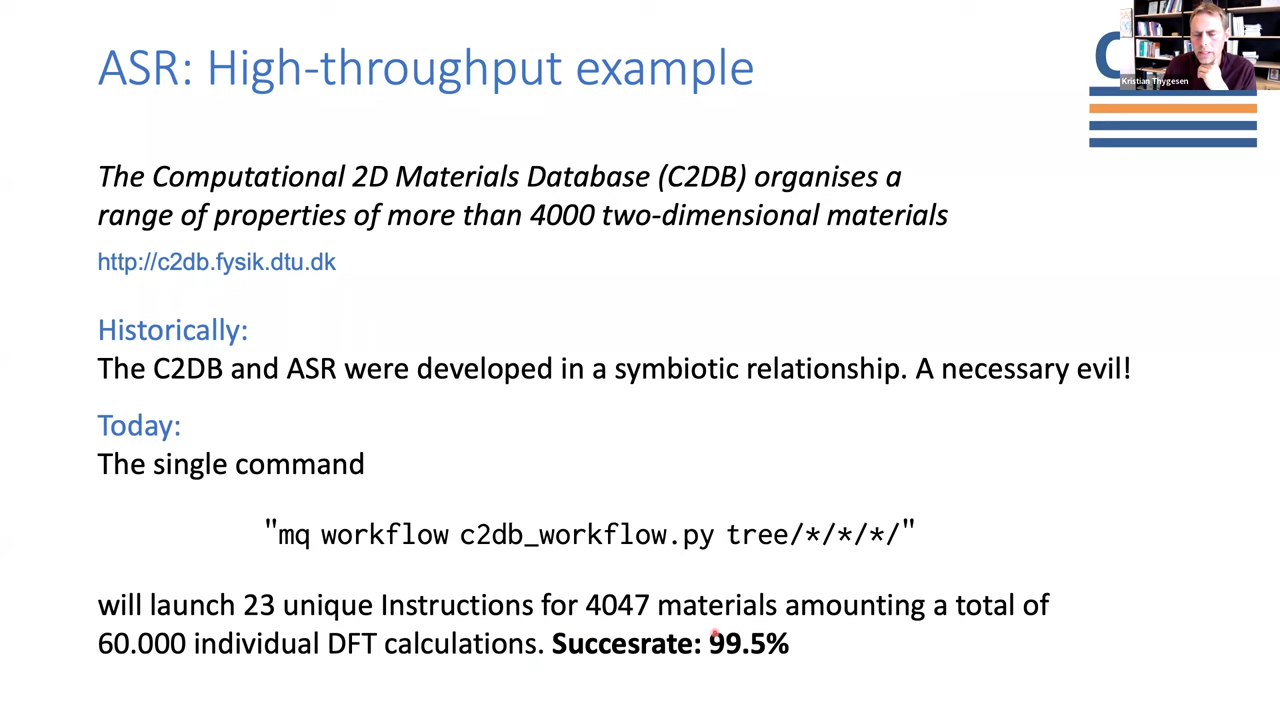 ASR: High-throughput example
C
Kristian Thygesen
The Computational 2D Materials Database (C2DB) organises a
range of properties of more than 4000 two-dimensional materials
http://c2db.fysik.dtu.dk
Historically:
The C2DB and ASR were developed in a symbiotic relationship. A necessary evil!
Today:
The single command
"mq workflow c2db_workflow.py tree/*/*/*/"
will launch 23 unique Instructions for 4047 materials amounting a total of
60.000 individual DFT calculations. Succesrate: 99.5%